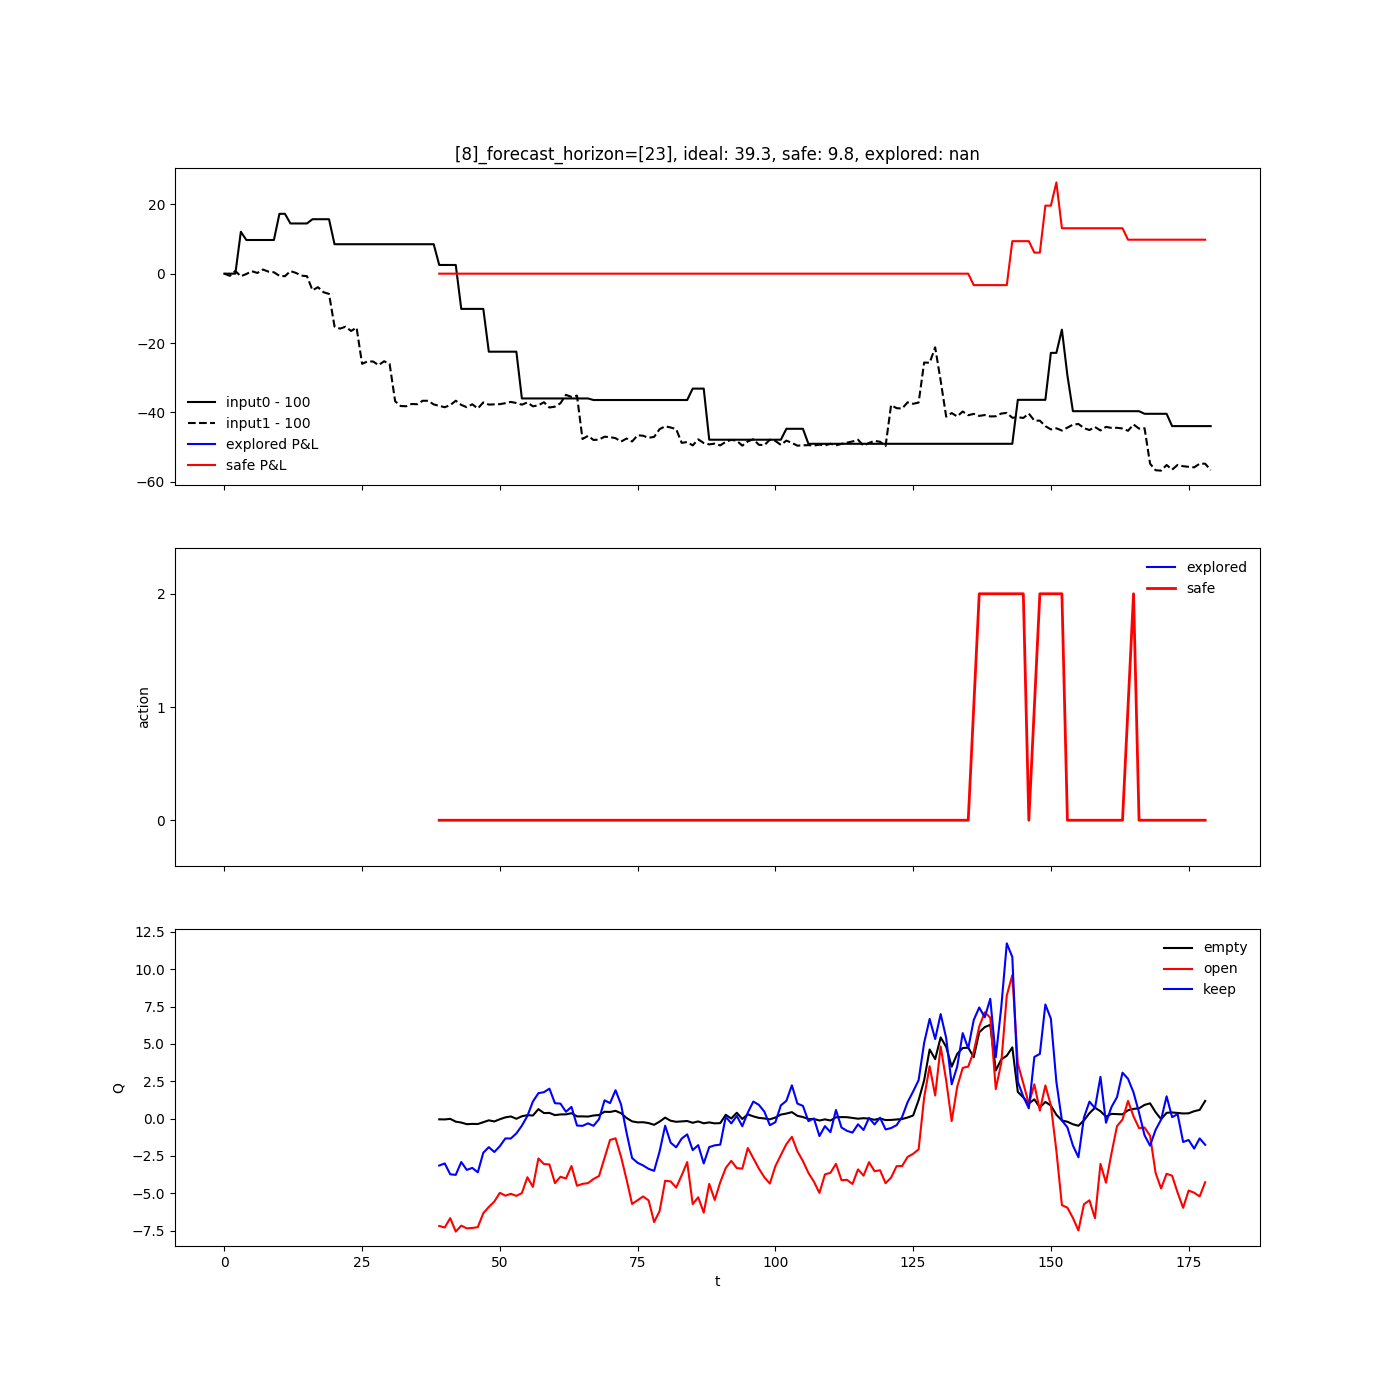 [8]_forecast_horizon=[23], ideal: 39.3, safe: 9.8, explored: nan
20
0
−20
−40
−60
input0 - 100
input1 - 100
explored P&L
safe P&L
2
1
0
action
explored
safe
12.5
10.0
7.5
5.0
2.5
0.0
−2.5
−5.0
−7.5
Q
empty
open
keep
0 25 50 75 100 125 150 175
t